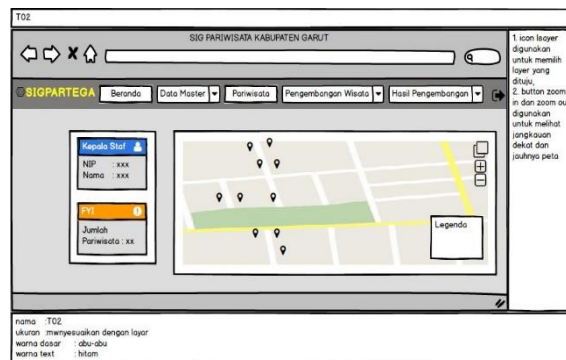 T02
SIG PARIWISATA KABUPATEN GARUT
SIGPARTEGA
Beranda
Data Master
Pariwisata
Pengembangan Wisata
Hasil Pengembangan
Kepala Staf
NIP : xxx
Nama : xxx
FYI
Jumlah
Pariwisata : xx
Legenda
1. icon lsayer
digunakan
untuk memilih
layer yang
dituju,
2. button zoom
in dan zoom ou
digunakan
untuk melihat
jangkauan
dekat dan
jauhnya peta
nama :T02
ukuran :mwnyesuaikan dengan layar
warna dasar : abu-abu
warna text : hitam